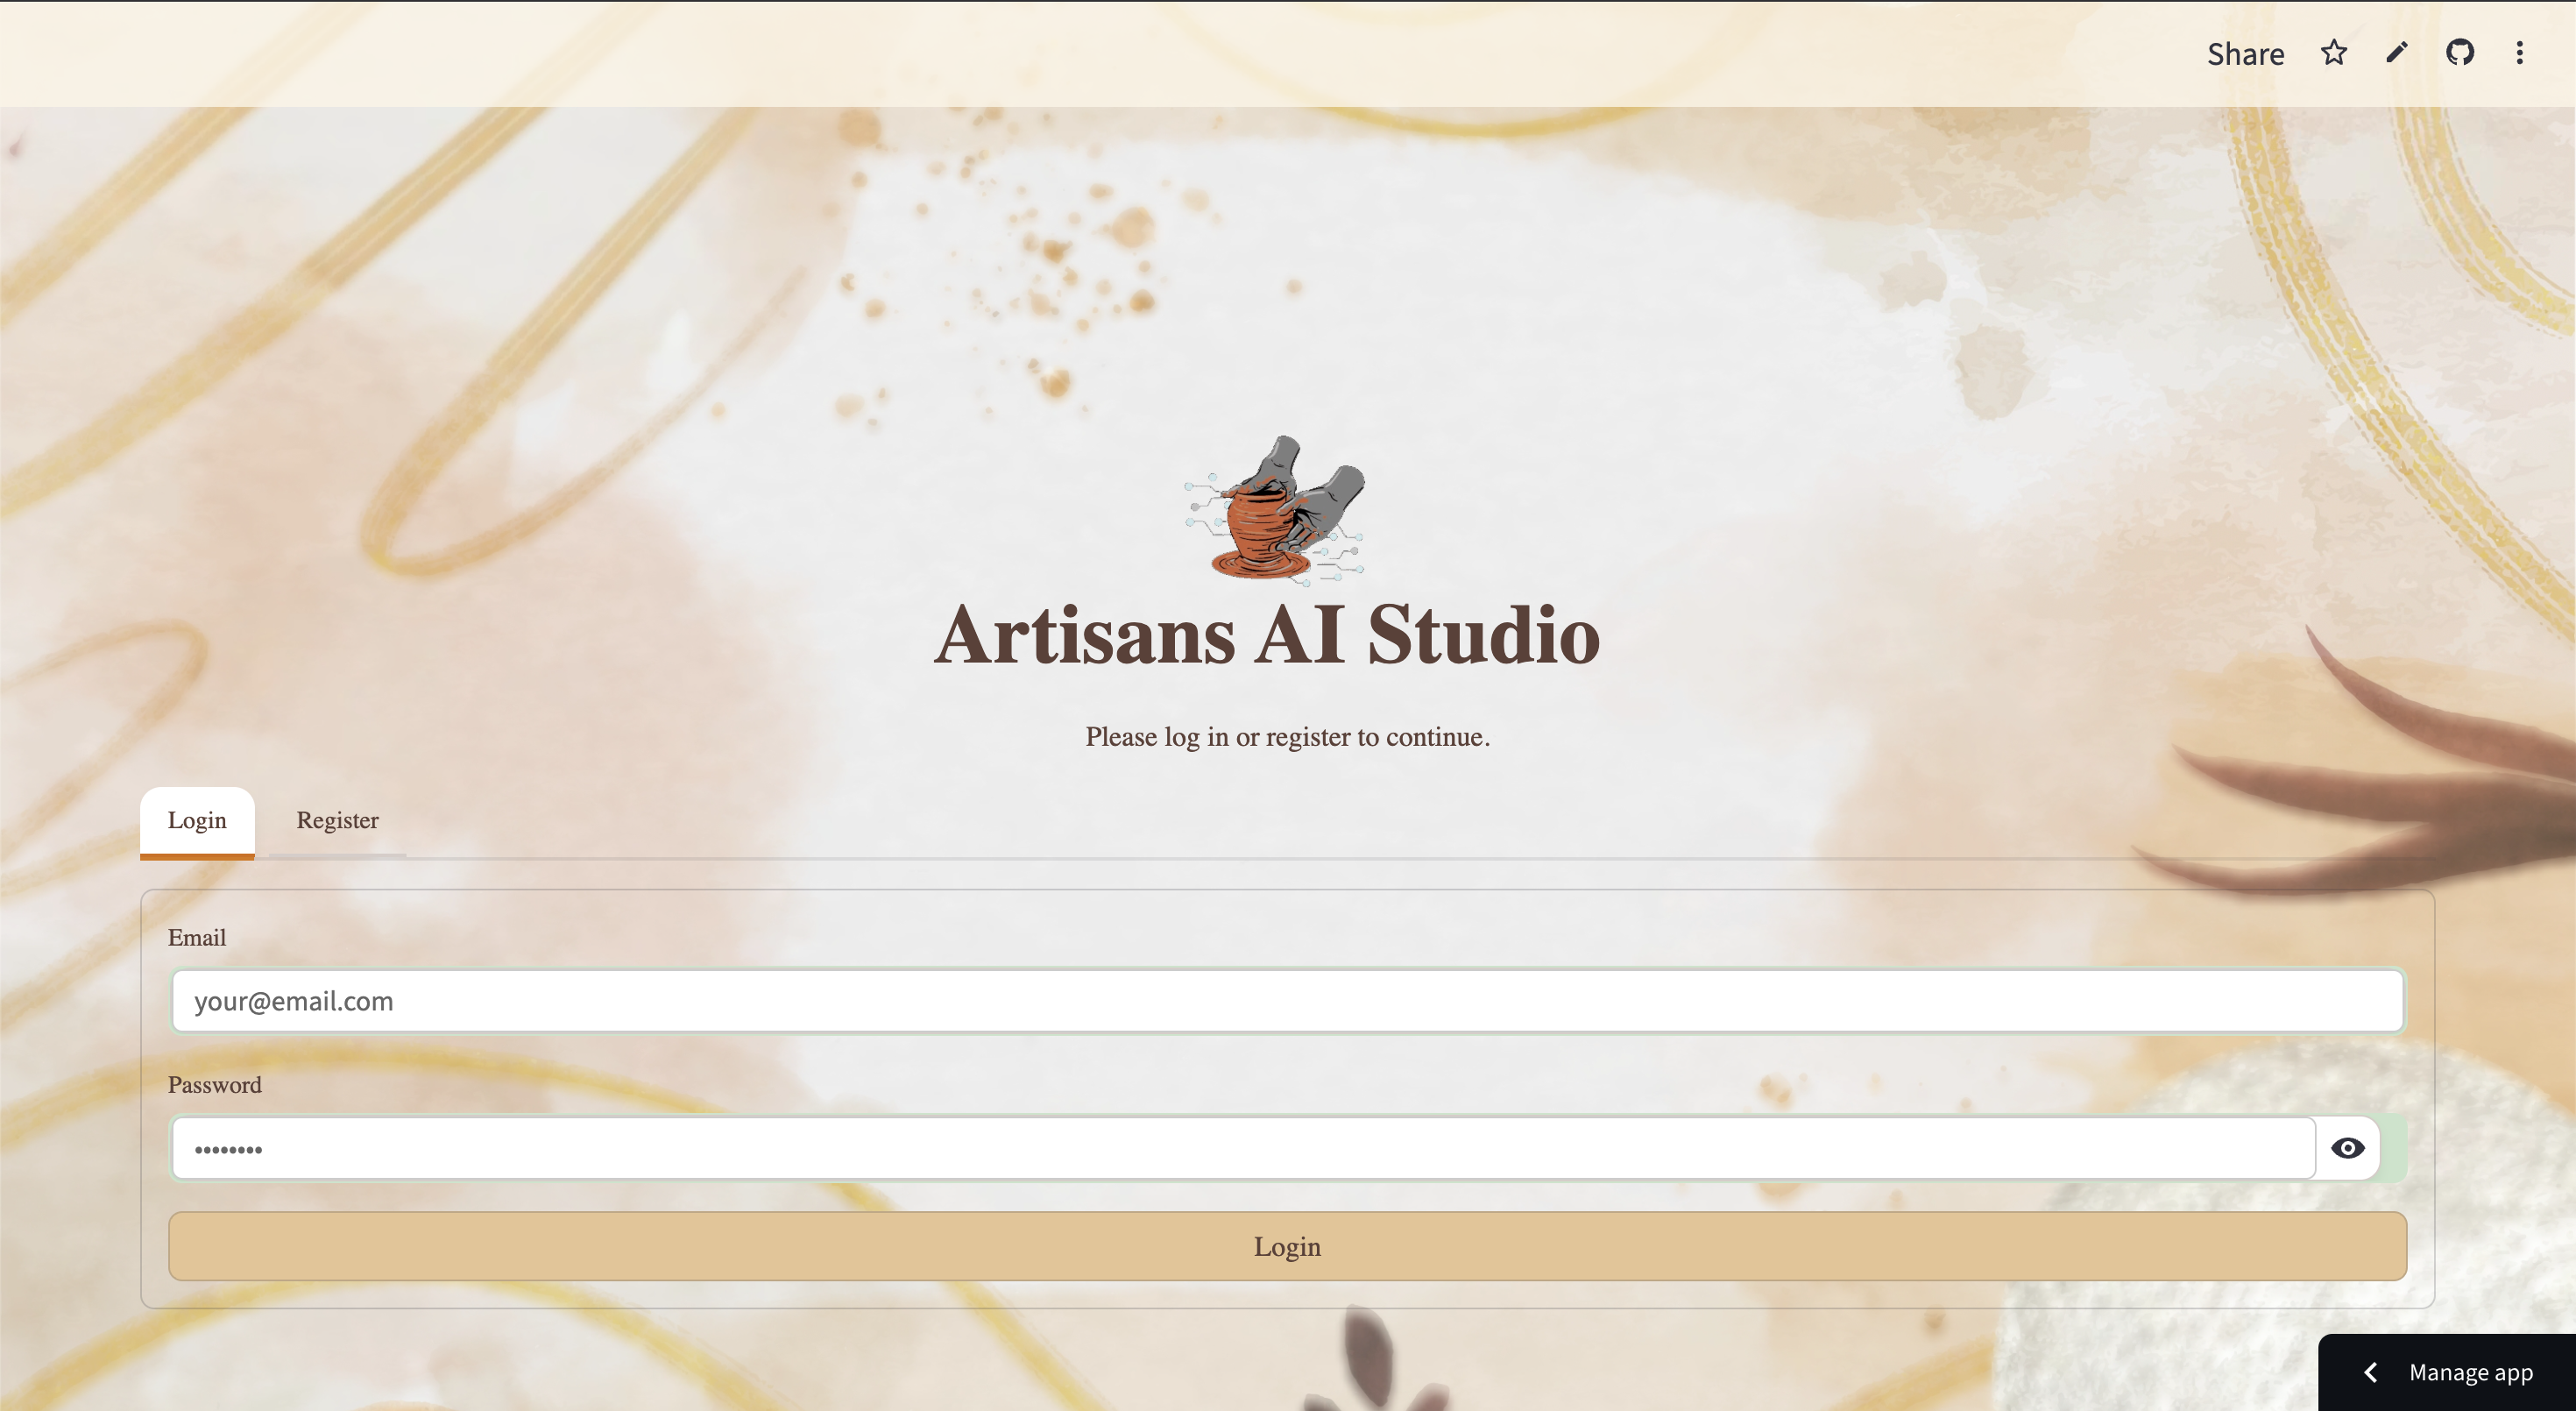 Share
Artisans AI Studio
Please log in or register to continue.
Login Register
Email
your@email.com
Password
••••••••
Login
Manage app